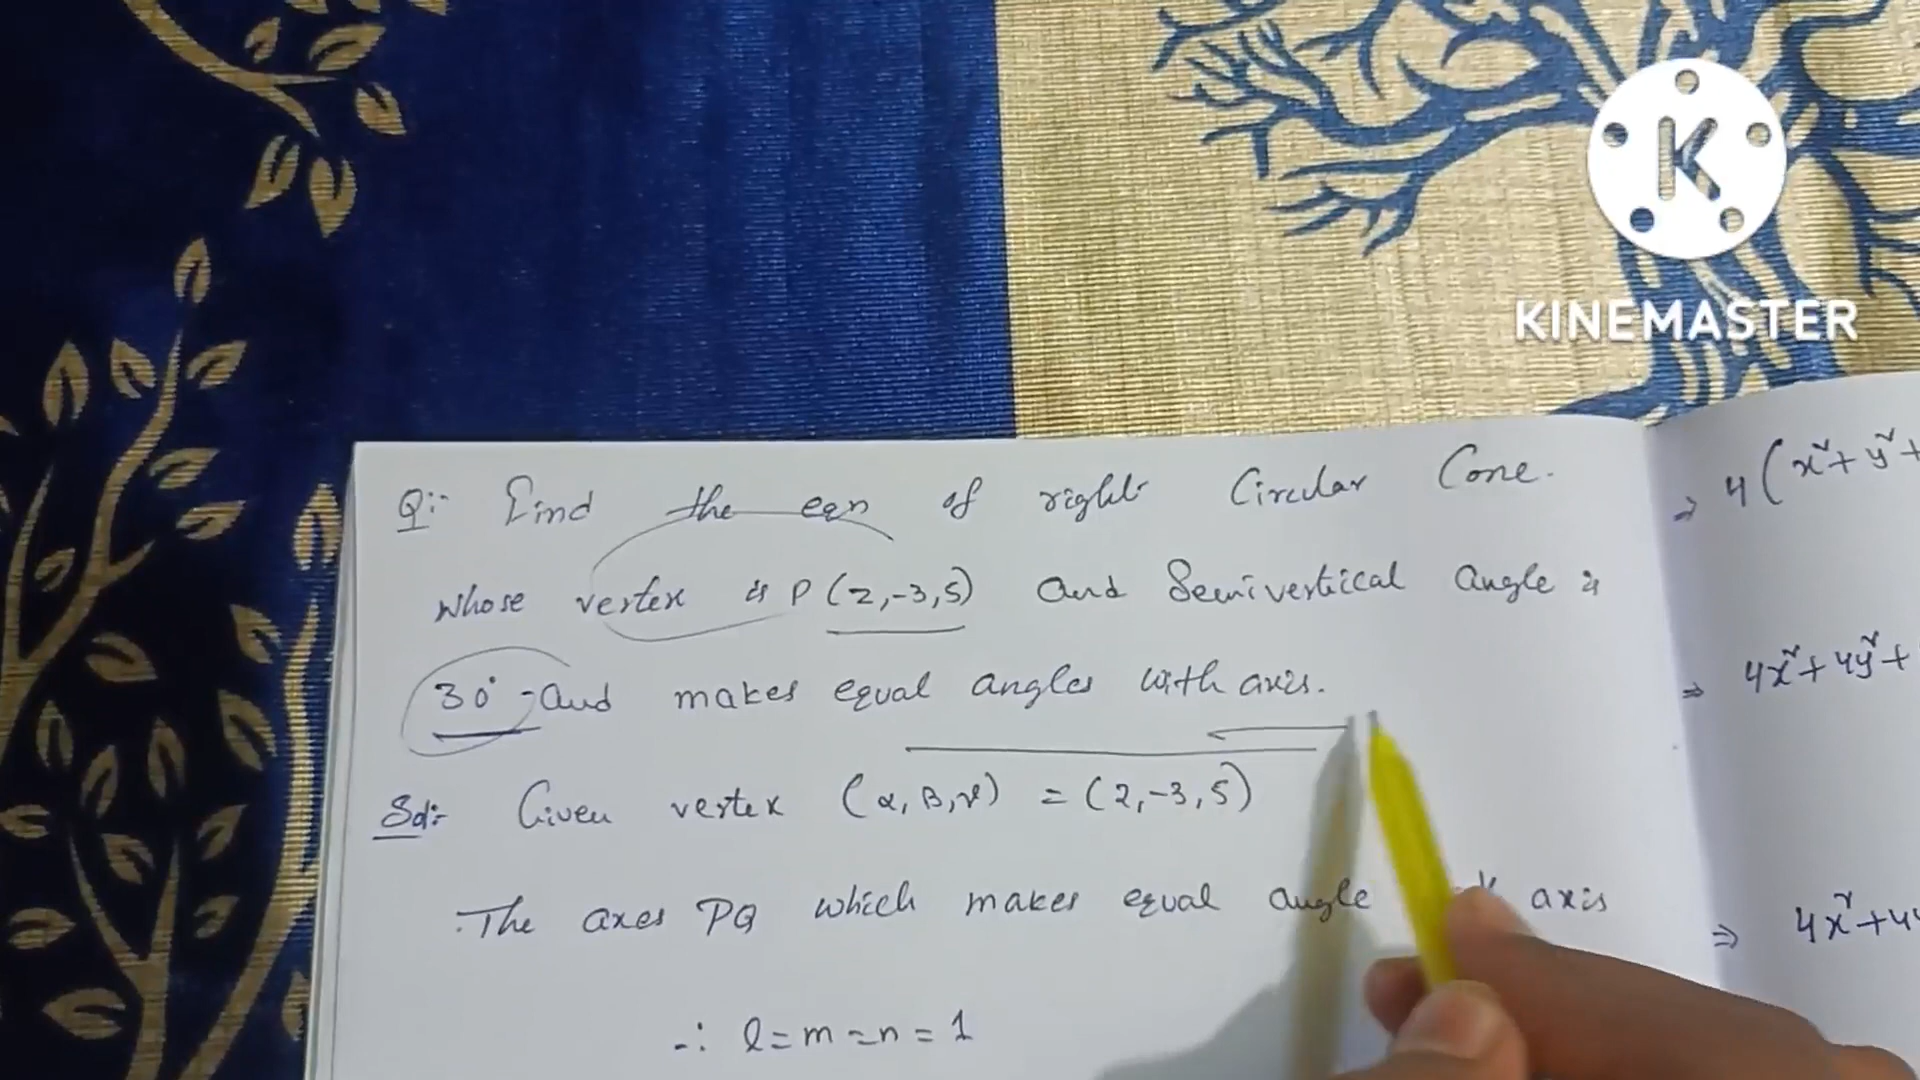 K
KINEMASTER
Q:- Find the eqn of right Circular Cone.
whose vertex is P (2,-3,5) and Semivertical angle is
30° and makes equal angles with axis.
Sol:- Given vertex (α, β, γ) = (2,-3,5)
The axes PQ which makes equal angle axis
∴ l = m = n = 1
⇒ 4(x²+y²+
⇒ 4x²+4y²+
⇒ 4x²+4y